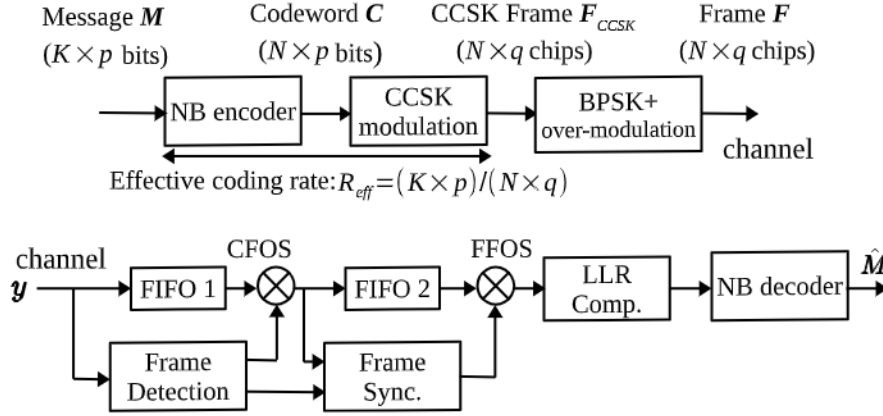 Message M Codeword C CCSK Frame F_CCSK Frame F
(K×p bits) (N×p bits) (N×q chips) (N×q chips)
NB encoder
CCSK
modulation
BPSK+
over-modulation
channel
Effective coding rate: R_eff=(K×p)/(N×q)
channel
y
FIFO 1
CFOS
FIFO 2
FFOS
LLR
Comp.
NB decoder
M̂
Frame
Detection
Frame
Sync.